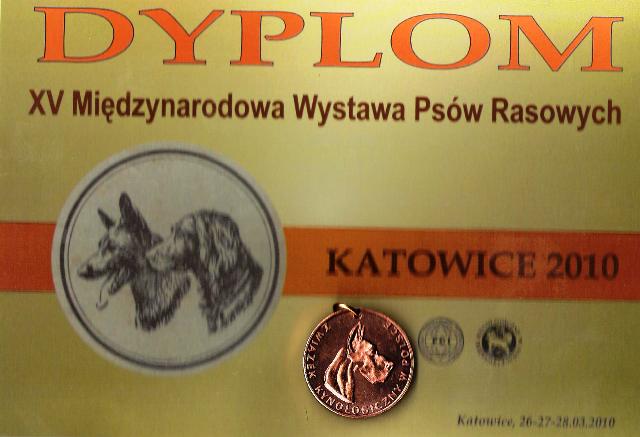 DYPLOM
XV Międzynarodowa Wystawa Psów Rasowych
KATOWICE 2010
ZWIĄZEK KYNOLOGICZNY W POLSCE
FCI
Katowice, 26-27-28.03.2010